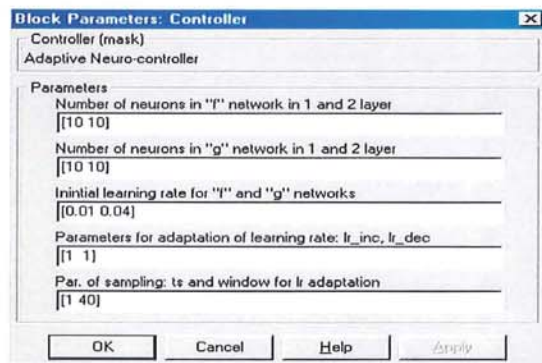 Block Parameters: Controller
Controller (mask)
Adaptive Neuro-controller
Parameters
Number of neurons in "f" network in 1 and 2 layer
[10 10]
Number of neurons in "g" network in 1 and 2 layer
[10 10]
Inintial learning rate for "f" and "g" networks
[0.01 0.04]
Parameters for adaptation of learning rate: lr_inc, lr_dec
[1 1]
Par. of sampling: ts and window for lr adaptation
[1 40]
OK Cancel Help Apply